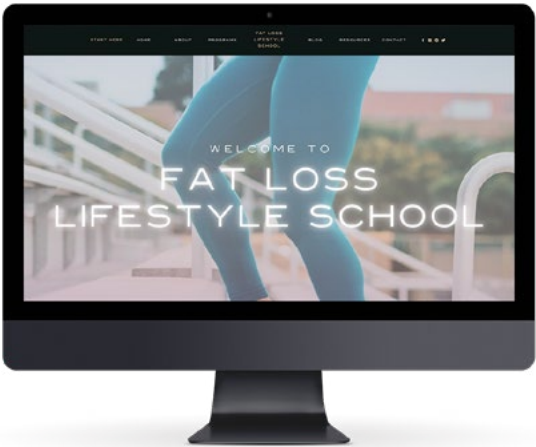 START HERE HOME ABOUT PROGRAMS FAT LOSS LIFESTYLE SCHOOL BLOG RESOURCES CONTACT
WELCOME TO
FAT LOSS
LIFESTYLE SCHOOL